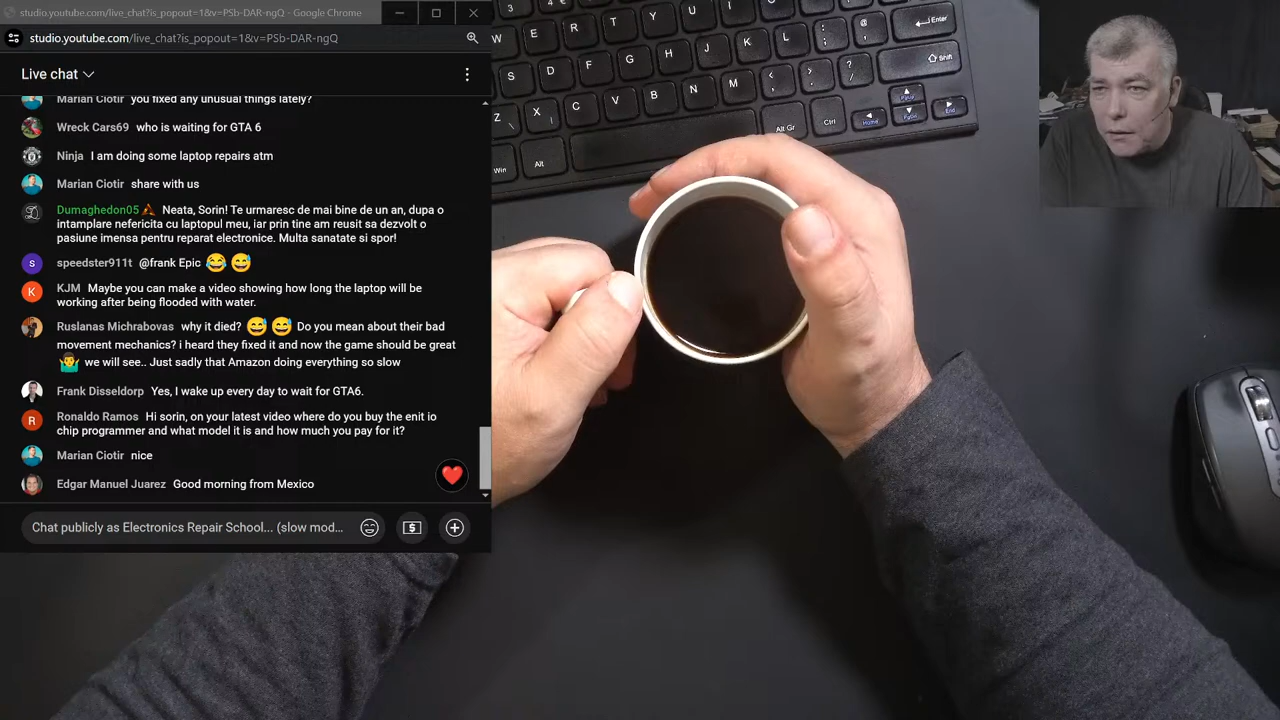 studio.youtube.com/live_chat?is_popout=1&v=PSb-DAR-ngQ - Google Chrome
studio.youtube.com/live_chat?is_popout=1&v=PSb-DAR-ngQ
Live chat
Marian Ciotir you fixed any unusual things lately?
Wreck Cars69 who is waiting for GTA 6
Ninja I am doing some laptop repairs atm
Marian Ciotir share with us
Dumaghedon05 Neata, Sorin! Te urmaresc de mai bine de un an, dupa o
intamplare nefericita cu laptopul meu, iar prin tine am reusit sa dezvolt o
pasiune imensa pentru reparat electronice. Multa sanatate si spor!
speedster911t @frank Epic 😂 😅
KJM Maybe you can make a video showing how long the laptop will be
working after being flooded with water.
Ruslanas Michrabovas why it died? 😅 😅 Do you mean about their bad
movement mechanics? i heard they fixed it and now the game should be great
🤷‍♂️ we will see.. Just sadly that Amazon doing everything so slow
Frank Disseldorp Yes, I wake up every day to wait for GTA6.
Ronaldo Ramos Hi sorin, on your latest video where do you buy the enit io
chip programmer and what model it is and how much you pay for it?
Marian Ciotir nice
Edgar Manuel Juarez Good morning from Mexico
Chat publicly as Electronics Repair School... (slow mod...
W E R T Y U I O P Enter
S D F G H J K L Shift
Z X C V B N M PgUp
Win Alt Alt Gr Ctrl Home PgDn End